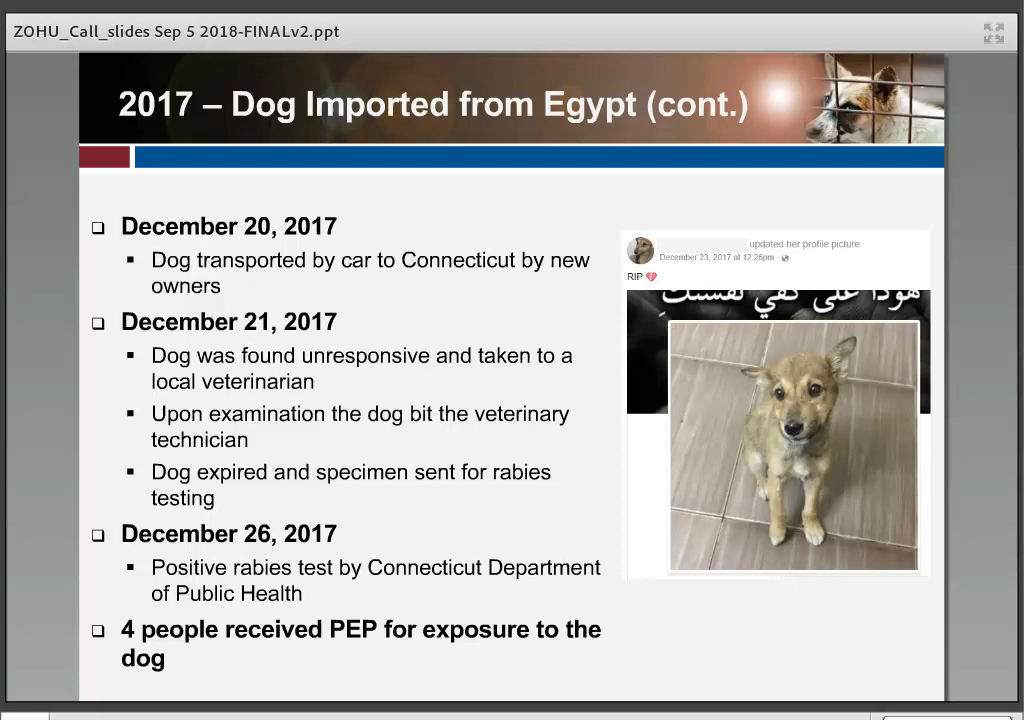 ZOHU_Call_slides Sep 5 2018-FINALv2.ppt
2017 – Dog Imported from Egypt (cont.)
December 20, 2017
Dog transported by car to Connecticut by new
owners
December 21, 2017
Dog was found unresponsive and taken to a
local veterinarian
Upon examination the dog bit the veterinary
technician
Dog expired and specimen sent for rabies
testing
December 26, 2017
Positive rabies test by Connecticut Department
of Public Health
4 people received PEP for exposure to the
dog
updated her profile picture.
December 23, 2017 at 12:26pm ·
RIP 💔
على كفي نقشتك